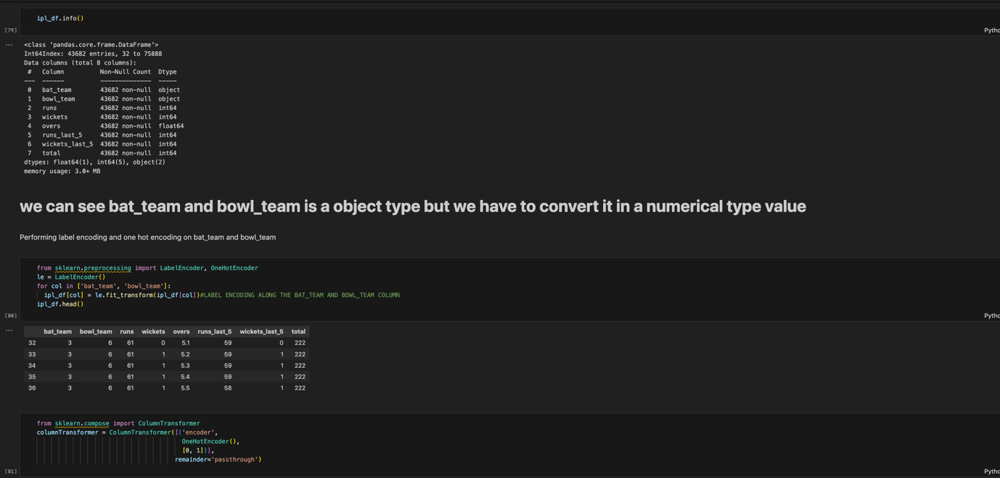 ipl_df.info()
[79]
Pytho
...
<class 'pandas.core.frame.DataFrame'>
Int64Index: 43682 entries, 32 to 75888
Data columns (total 8 columns):
 #   Column          Non-Null Count  Dtype
---  ------          --------------  -----
 0   bat_team        43682 non-null  object
 1   bowl_team       43682 non-null  object
 2   runs            43682 non-null  int64
 3   wickets         43682 non-null  int64
 4   overs           43682 non-null  float64
 5   runs_last_5     43682 non-null  int64
 6   wickets_last_5  43682 non-null  int64
 7   total           43682 non-null  int64
dtypes: float64(1), int64(5), object(2)
memory usage: 3.0+ MB
we can see bat_team and bowl_team is a object type but we have to convert it in a numerical type value
Performing label encoding and one hot encoding on bat_team and bowl_team
from sklearn.preprocessing import LabelEncoder, OneHotEncoder
le = LabelEncoder()
for col in ['bat_team', 'bowl_team']:
  ipl_df[col] = le.fit_transform(ipl_df[col])#LABEL ENCODING ALONG THE BAT_TEAM AND BOWL_TEAM COLUMN
ipl_df.head()
[80]
Pytho
...
bat_team bowl_team runs wickets overs runs_last_5 wickets_last_5 total
32 3 6 61 0 5.1 59 0 222
33 3 6 61 1 5.2 59 1 222
34 3 6 61 1 5.3 59 1 222
35 3 6 61 1 5.4 59 1 222
36 3 6 61 1 5.5 58 1 222
from sklearn.compose import ColumnTransformer
columnTransformer = ColumnTransformer([('encoder',
                                        OneHotEncoder(),
                                        [0, 1])],
                                      remainder='passthrough')
[81]
Pytho